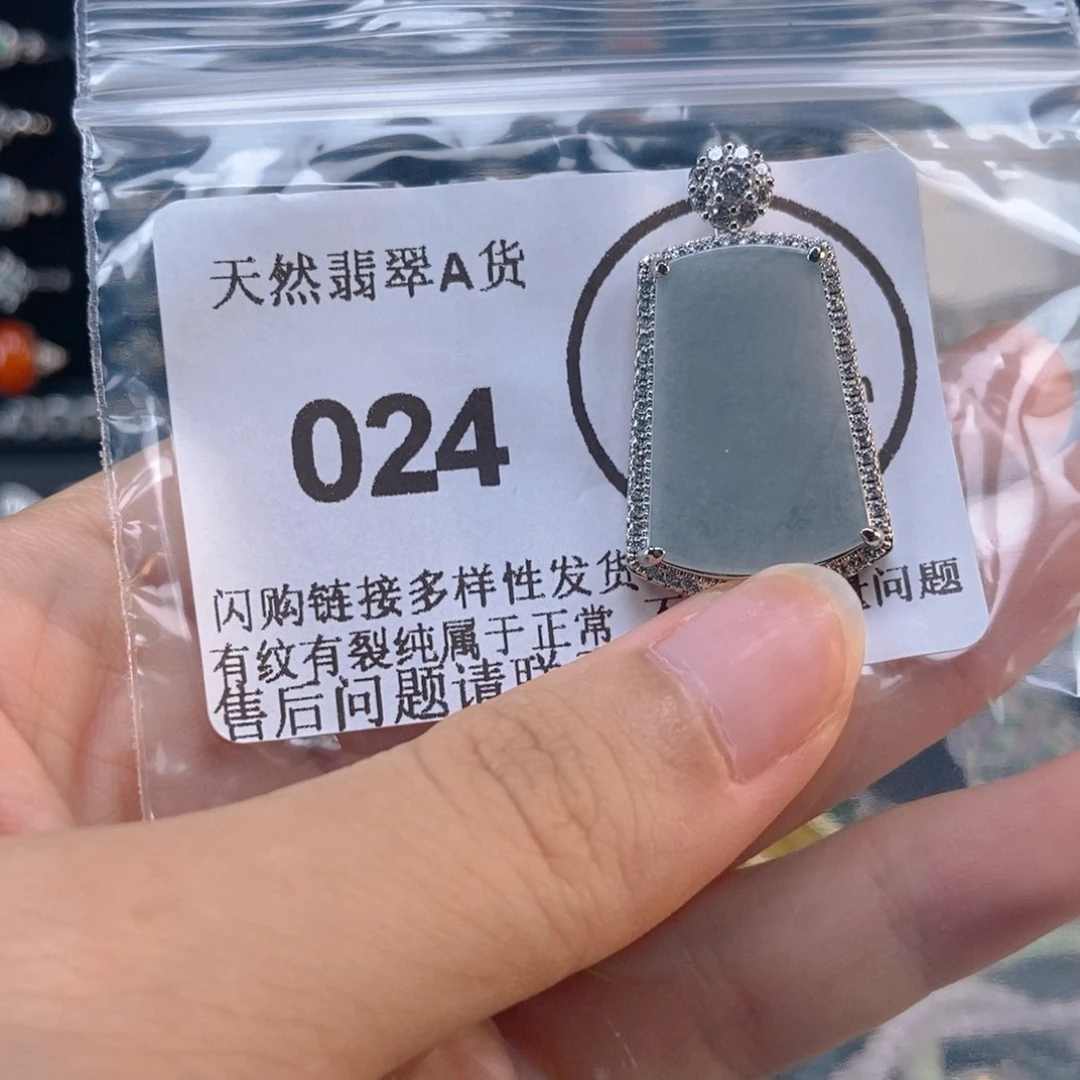 天然翡翠A货
024
闪购链接多样性发货
有纹有裂纯属于正常
问题
售后问题请联